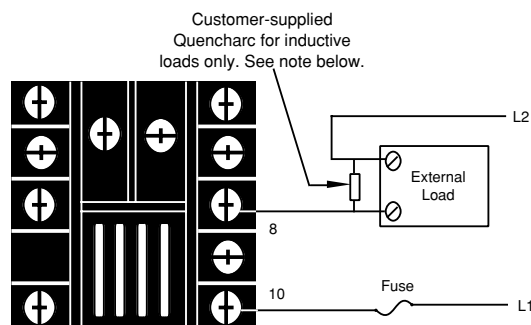 Customer-supplied
Quencharc for inductive
loads only. See note below.
L2
External
Load
8
10
Fuse
L1